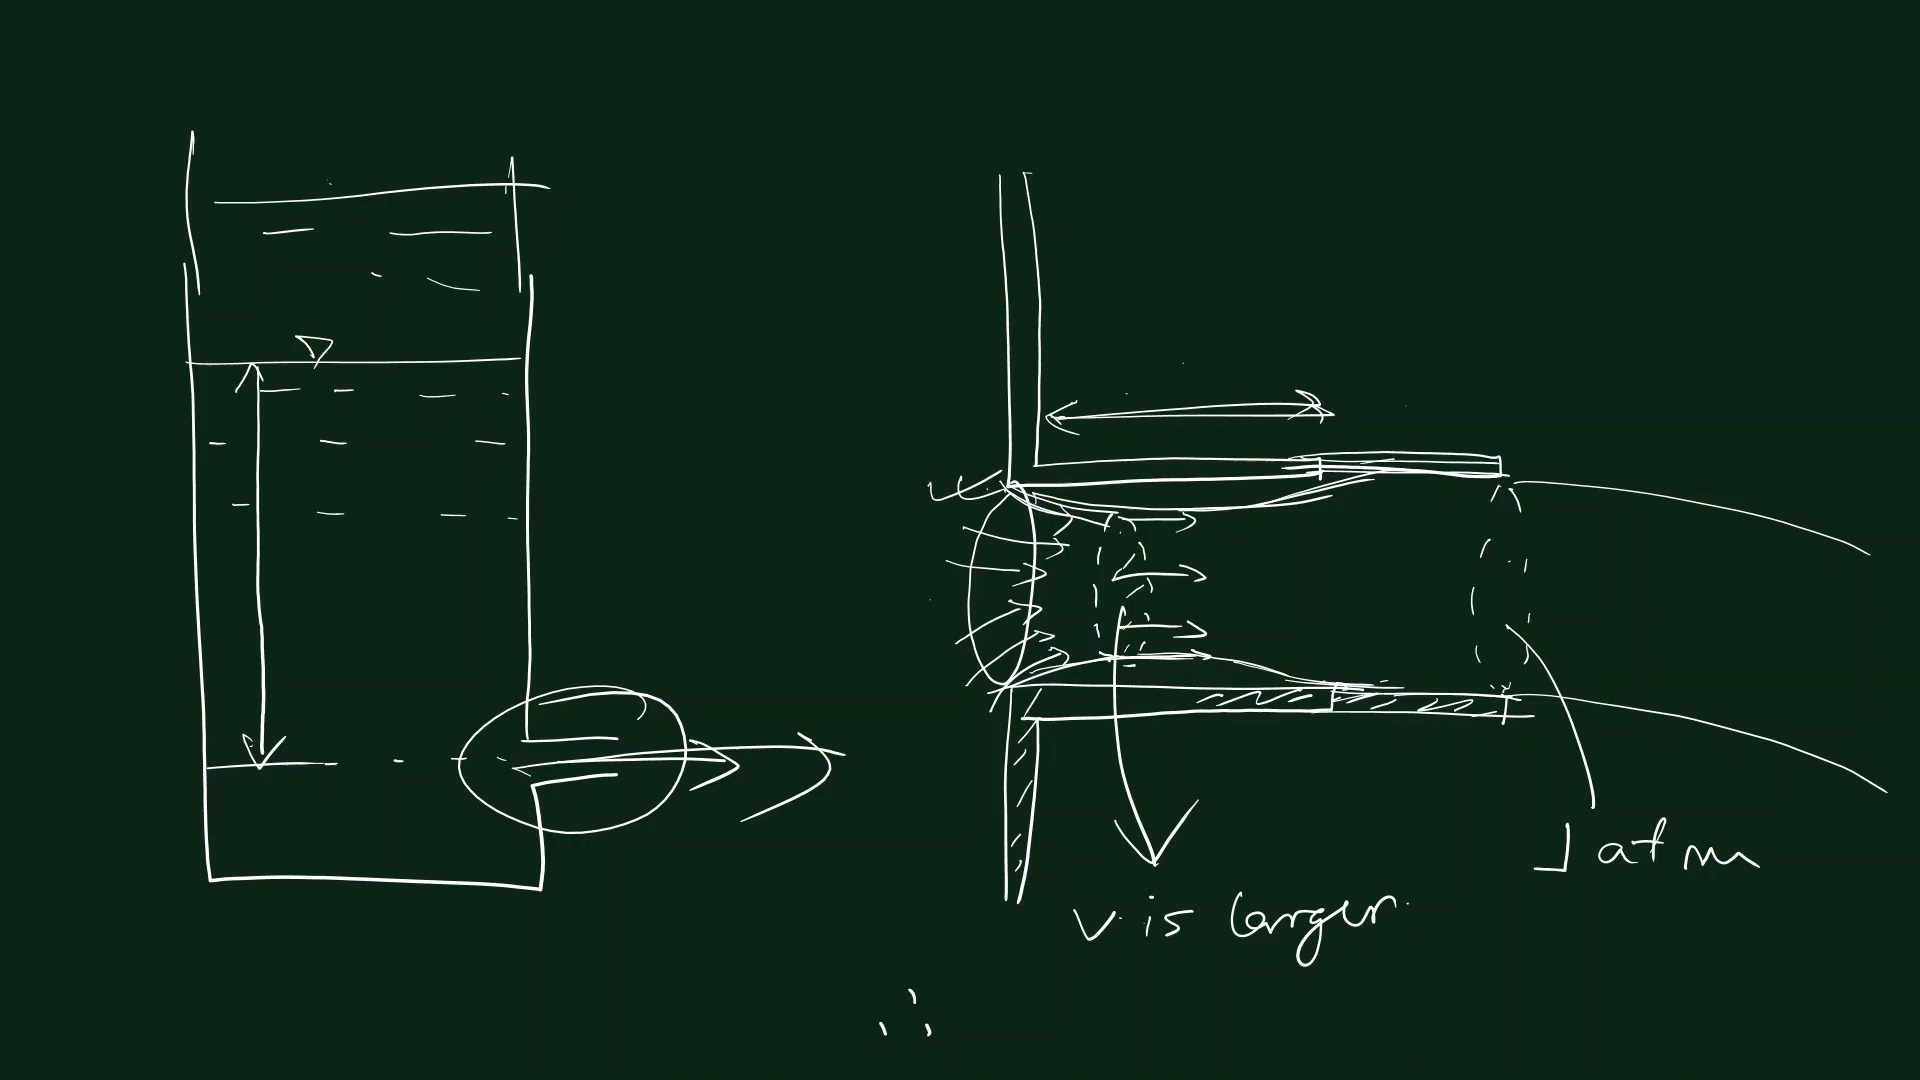 1 atm
v is larger.
∴